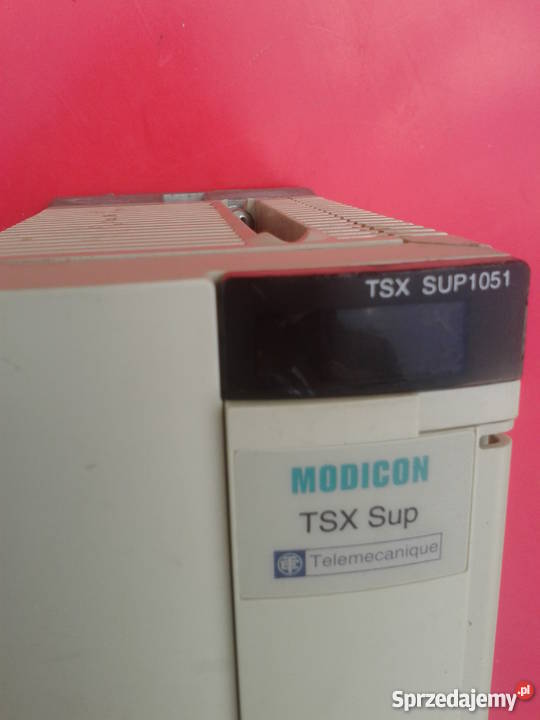 TSX SUP1051
MODICON
TSX Sup
Telemecanique
Sprzedajemy.pl